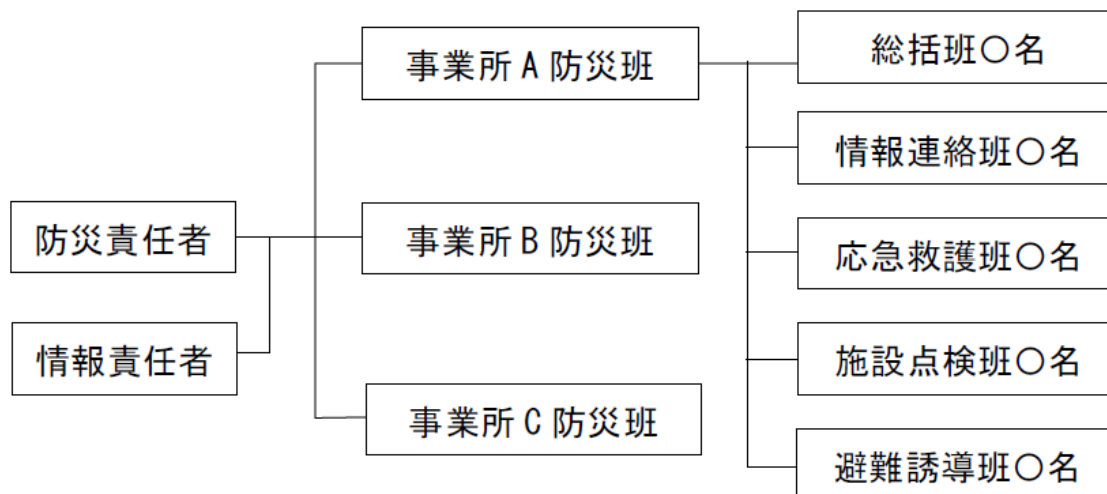 防災責任者
情報責任者
事業所A防災班
事業所B防災班
事業所C防災班
総括班〇名
情報連絡班〇名
応急救護班〇名
施設点検班〇名
避難誘導班〇名